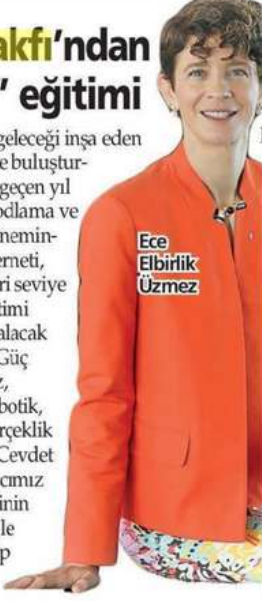 akfı'ndan
' eğitimi
geleceği inşa eden
e buluştur-
geçen yıl
odlama ve
nemin-
erneti,
ri seviye
timi
alacak
Güç
z,
botik,
rçeklik
Cevdet
cımız
inin
le
p
Ece
Elbirlik
Üzmez